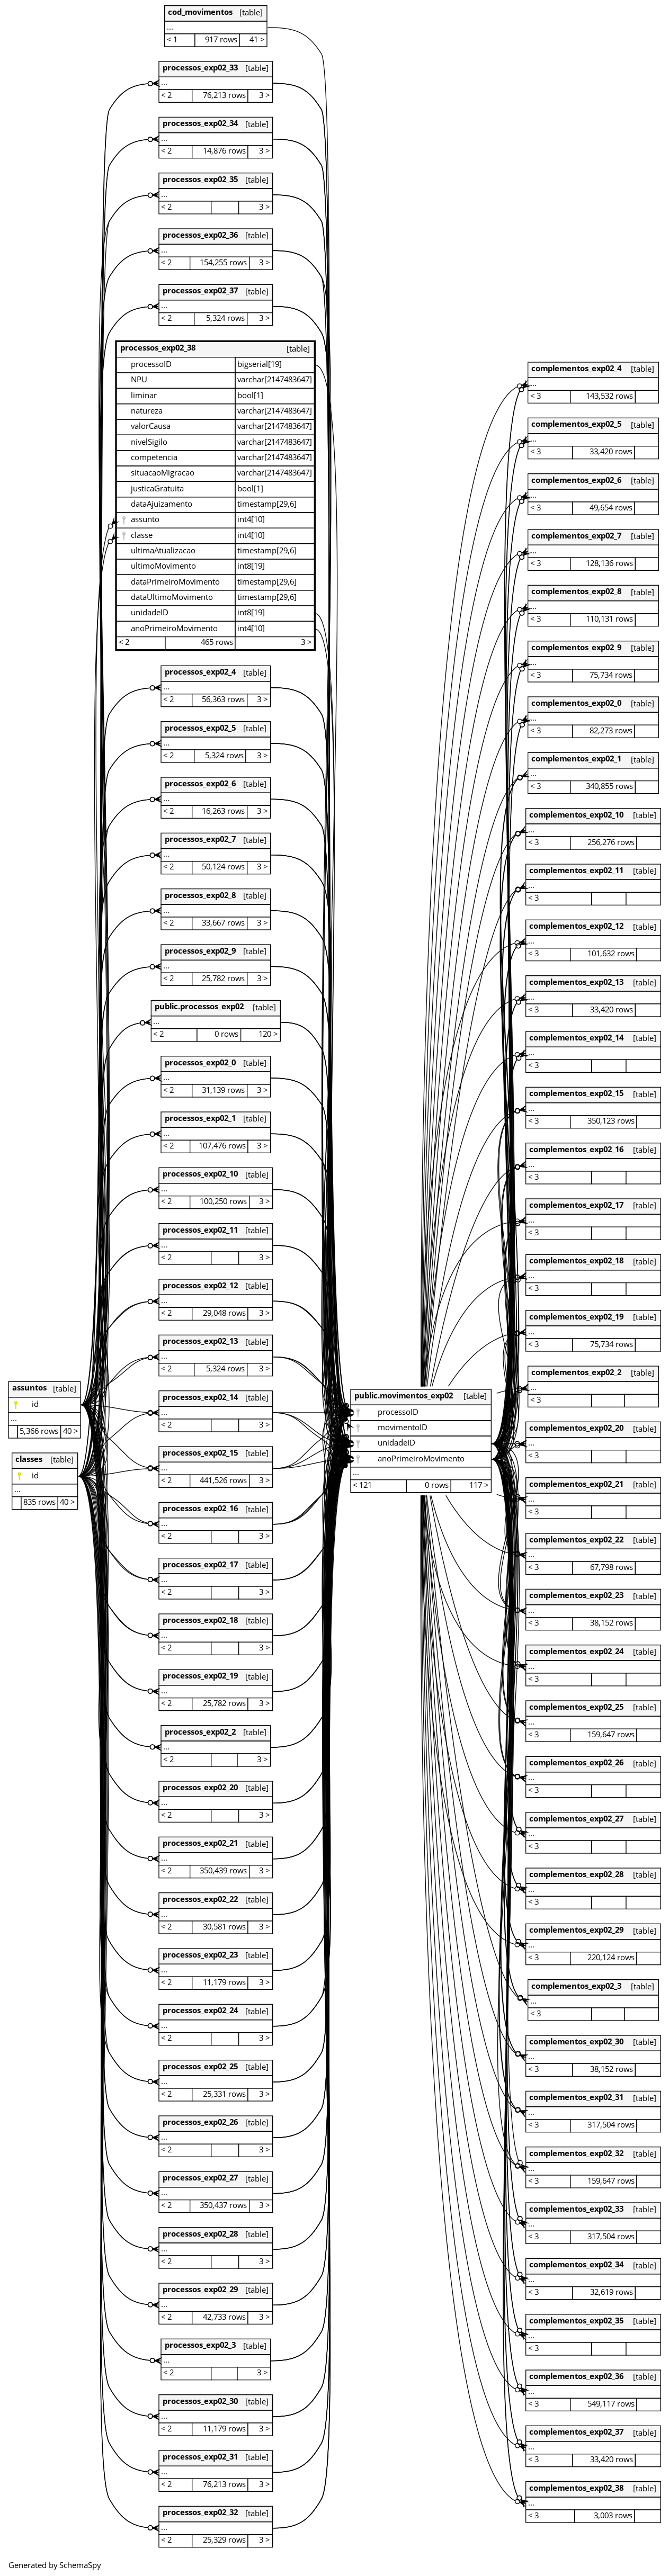 cod_movimentos [table]
...
< 1 917 rows 41 >
processos_exp02_33 [table]
...
< 2 76,213 rows 3 >
processos_exp02_34 [table]
...
< 2 14,876 rows 3 >
processos_exp02_35 [table]
...
< 2 3 >
processos_exp02_36 [table]
...
< 2 154,255 rows 3 >
processos_exp02_37 [table]
...
< 2 5,324 rows 3 >
processos_exp02_38 [table]
processoID bigserial[19]
NPU varchar[2147483647]
liminar bool[1]
natureza varchar[2147483647]
valorCausa varchar[2147483647]
nivelSigilo varchar[2147483647]
competencia varchar[2147483647]
situacaoMigracao varchar[2147483647]
justicaGratuita bool[1]
dataAjuizamento timestamp[29,6]
assunto int4[10]
classe int4[10]
ultimaAtualizacao timestamp[29,6]
ultimoMovimento int8[19]
dataPrimeiroMovimento timestamp[29,6]
dataUltimoMovimento timestamp[29,6]
unidadeID int8[19]
anoPrimeiroMovimento int4[10]
< 2 465 rows 3 >
processos_exp02_4 [table]
...
< 2 56,363 rows 3 >
processos_exp02_5 [table]
...
< 2 5,324 rows 3 >
processos_exp02_6 [table]
...
< 2 16,263 rows 3 >
processos_exp02_7 [table]
...
< 2 50,124 rows 3 >
processos_exp02_8 [table]
...
< 2 33,667 rows 3 >
processos_exp02_9 [table]
...
< 2 25,782 rows 3 >
public.processos_exp02 [table]
...
< 2 0 rows 120 >
processos_exp02_0 [table]
...
< 2 31,139 rows 3 >
processos_exp02_1 [table]
...
< 2 107,476 rows 3 >
processos_exp02_10 [table]
...
< 2 100,250 rows 3 >
processos_exp02_11 [table]
...
< 2 3 >
processos_exp02_12 [table]
...
< 2 29,048 rows 3 >
processos_exp02_13 [table]
...
< 2 5,324 rows 3 >
processos_exp02_14 [table]
...
< 2 3 >
processos_exp02_15 [table]
...
< 2 441,526 rows 3 >
processos_exp02_16 [table]
...
< 2 3 >
processos_exp02_17 [table]
...
< 2 3 >
processos_exp02_18 [table]
...
< 2 3 >
processos_exp02_19 [table]
...
< 2 25,782 rows 3 >
processos_exp02_2 [table]
...
< 2 3 >
processos_exp02_20 [table]
...
< 2 3 >
processos_exp02_21 [table]
...
< 2 350,439 rows 3 >
processos_exp02_22 [table]
...
< 2 30,581 rows 3 >
processos_exp02_23 [table]
...
< 2 11,179 rows 3 >
processos_exp02_24 [table]
...
< 2 3 >
processos_exp02_25 [table]
...
< 2 25,331 rows 3 >
processos_exp02_26 [table]
...
< 2 3 >
processos_exp02_27 [table]
...
< 2 350,437 rows 3 >
processos_exp02_28 [table]
...
< 2 3 >
processos_exp02_29 [table]
...
< 2 42,733 rows 3 >
processos_exp02_3 [table]
...
< 2 3 >
processos_exp02_30 [table]
...
< 2 11,179 rows 3 >
processos_exp02_31 [table]
...
< 2 76,213 rows 3 >
processos_exp02_32 [table]
...
< 2 25,329 rows 3 >
assuntos [table]
id
...
5,366 rows 40 >
classes [table]
id
...
835 rows 40 >
public.movimentos_exp02 [table]
processoID
movimentoID
unidadeID
anoPrimeiroMovimento
...
< 121 0 rows 117 >
complementos_exp02_4 [table]
...
< 3 143,532 rows
complementos_exp02_5 [table]
...
< 3 33,420 rows
complementos_exp02_6 [table]
...
< 3 49,654 rows
complementos_exp02_7 [table]
...
< 3 128,136 rows
complementos_exp02_8 [table]
...
< 3 110,131 rows
complementos_exp02_9 [table]
...
< 3 75,734 rows
complementos_exp02_0 [table]
...
< 3 82,273 rows
complementos_exp02_1 [table]
...
< 3 340,855 rows
complementos_exp02_10 [table]
...
< 3 256,276 rows
complementos_exp02_11 [table]
...
< 3
complementos_exp02_12 [table]
...
< 3 101,632 rows
complementos_exp02_13 [table]
...
< 3 33,420 rows
complementos_exp02_14 [table]
...
< 3
complementos_exp02_15 [table]
...
< 3 350,123 rows
complementos_exp02_16 [table]
...
< 3
complementos_exp02_17 [table]
...
< 3
complementos_exp02_18 [table]
...
< 3
complementos_exp02_19 [table]
...
< 3 75,734 rows
complementos_exp02_2 [table]
...
< 3
complementos_exp02_20 [table]
...
< 3
complementos_exp02_21 [table]
...
< 3
complementos_exp02_22 [table]
...
< 3 67,798 rows
complementos_exp02_23 [table]
...
< 3 38,152 rows
complementos_exp02_24 [table]
...
< 3
complementos_exp02_25 [table]
...
< 3 159,647 rows
complementos_exp02_26 [table]
...
< 3
complementos_exp02_27 [table]
...
< 3
complementos_exp02_28 [table]
...
< 3
complementos_exp02_29 [table]
...
< 3 220,124 rows
complementos_exp02_3 [table]
...
< 3
complementos_exp02_30 [table]
...
< 3 38,152 rows
complementos_exp02_31 [table]
...
< 3 317,504 rows
complementos_exp02_32 [table]
...
< 3 159,647 rows
complementos_exp02_33 [table]
...
< 3 317,504 rows
complementos_exp02_34 [table]
...
< 3 32,619 rows
complementos_exp02_35 [table]
...
< 3
complementos_exp02_36 [table]
...
< 3 549,117 rows
complementos_exp02_37 [table]
...
< 3 33,420 rows
complementos_exp02_38 [table]
...
< 3 3,003 rows
Generated by SchemaSpy